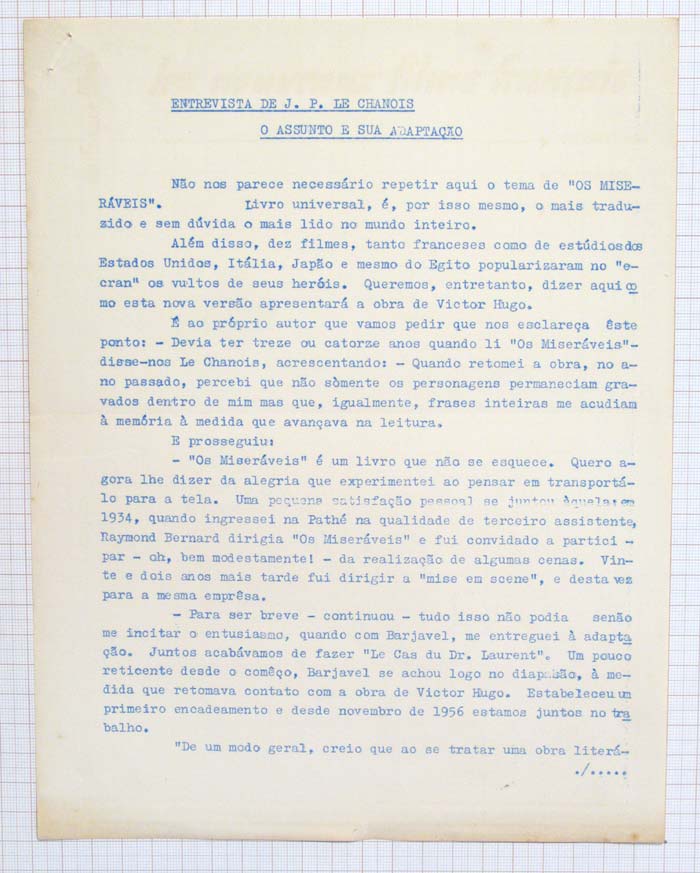 ENTREVISTA DE J. P. LE CHANOIS
O ASSUNTO E SUA ADAPTAÇÃO
Não nos parece necessário repetir aqui o tema de "OS MISE-
RÁVEIS". Livro universal, é, por isso mesmo, o mais tradu-
zido e sem dúvida o mais lido no mundo inteiro.
Além disso, dez filmes, tanto franceses como de estúdios dos
Estados Unidos, Itália, Japão e mesmo do Egito popularizaram no "e-
cran" os vultos de seus heróis. Queremos, entretanto, dizer aqui co
mo esta nova versão apresentará a obra de Victor Hugo.
É ao próprio autor que vamos pedir que nos esclareça êste
ponto: - Devia ter treze ou catorze anos quando li "Os Miseráveis"-
disse-nos Le Chanois, acrescentando: - Quando retomei a obra, no a-
no passado, percebi que não sòmente os personagens permaneciam gra-
vados dentro de mim mas que, igualmente, frases inteiras me acudiam
à memória à medida que avançava na leitura.
E prosseguiu:
- "Os Miseráveis" é um livro que não se esquece. Quero a-
gora lhe dizer da alegria que experimentei ao pensar em transportá-
lo para a tela. Uma pequena satisfação pessoal se juntou àquela: em
1934, quando ingressei na Pathé na qualidade de terceiro assistente,
Raymond Bernard dirigia "Os Miseráveis" e fui convidado a partici -
par - oh, bem modestamente! - da realização de algumas cenas. Vin-
te e dois anos mais tarde fui dirigir a "mise em scene", e desta vez
para a mesma emprêsa.
- Para ser breve - continuou - tudo isso não podia senão
me incitar o entusiasmo, quando com Barjavel, me entreguei à adapta
ção. Juntos acabávamos de fazer "Le Cas du Dr. Laurent". Um pouco
reticente desde o comêço, Barjavel se achou logo no diapasão, à me-
dida que retomava contato com a obra de Victor Hugo. Estabeleceu um
primeiro encadeamento e desde novembro de 1956 estamos juntos no tra
balho.
"De um modo geral, creio que ao se tratar uma obra literá-
./.....